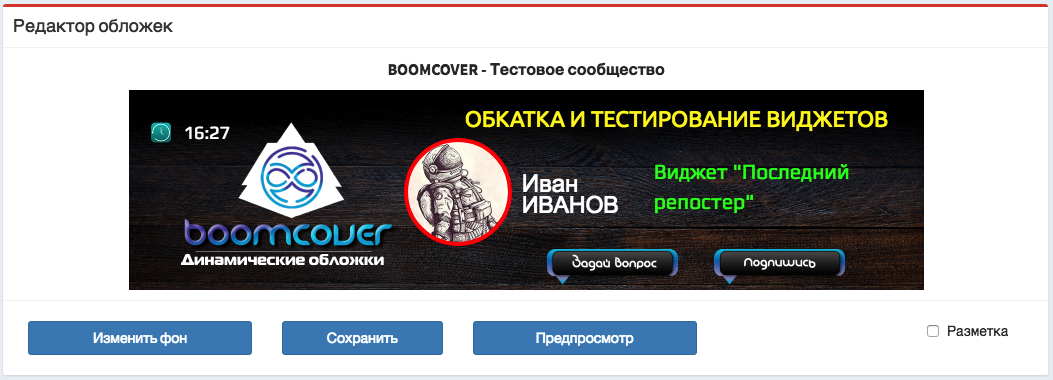 Редактор обложек
BOOMCOVER - Тестовое сообщество
ОБКАТКА И ТЕСТИРОВАНИЕ ВИДЖЕТОВ
16:27
Виджет "Последний
репостер"
Иван
ИВАНОВ
boomcover
Динамические обложки
Задай вопрос
Подпишись
Изменить фон
Сохранить
Предпросмотр
Разметка